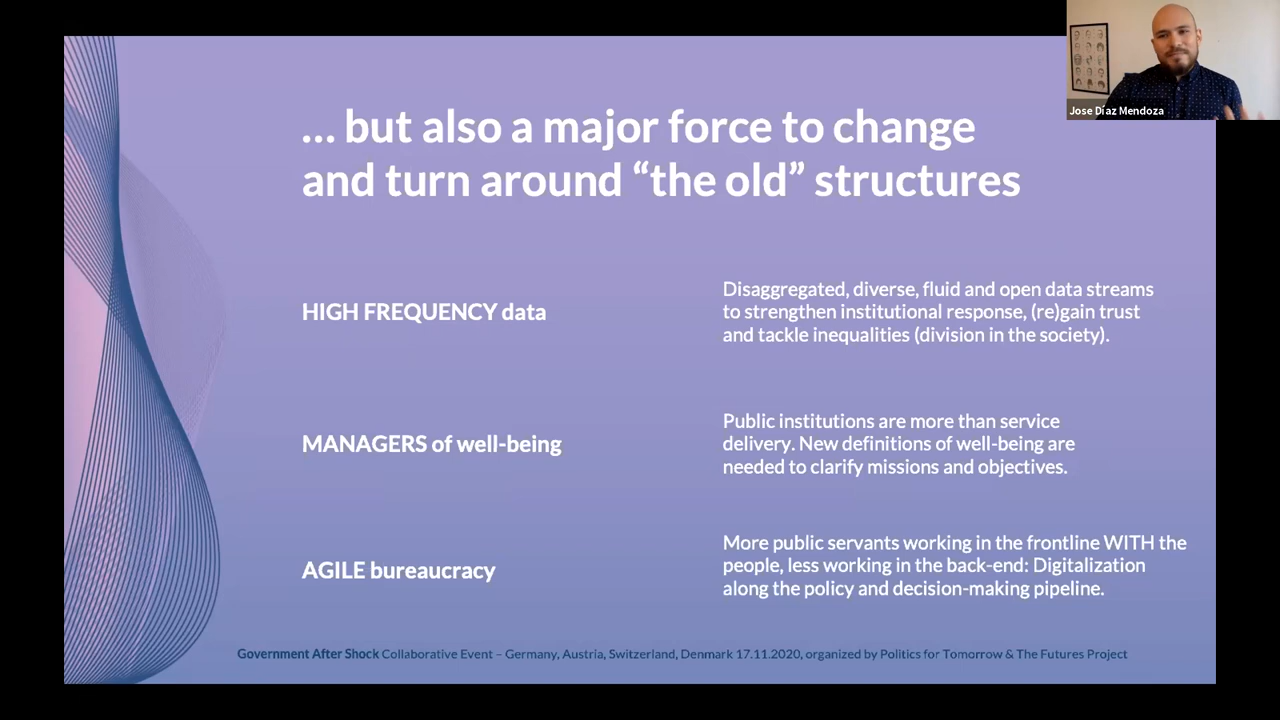 ... but also a major force to change
and turn around “the old” structures
HIGH FREQUENCY data
Disaggregated, diverse, fluid and open data streams
to strengthen institutional response, (re)gain trust
and tackle inequalities (division in the society).
MANAGERS of well-being
Public institutions are more than service
delivery. New definitions of well-being are
needed to clarify missions and objectives.
AGILE bureaucracy
More public servants working in the frontline WITH the
people, less working in the back-end: Digitalization
along the policy and decision-making pipeline.
Government After Shock Collaborative Event – Germany, Austria, Switzerland, Denmark 17.11.2020, organized by Politics for Tomorrow & The Futures Project
Jose Díaz Mendoza